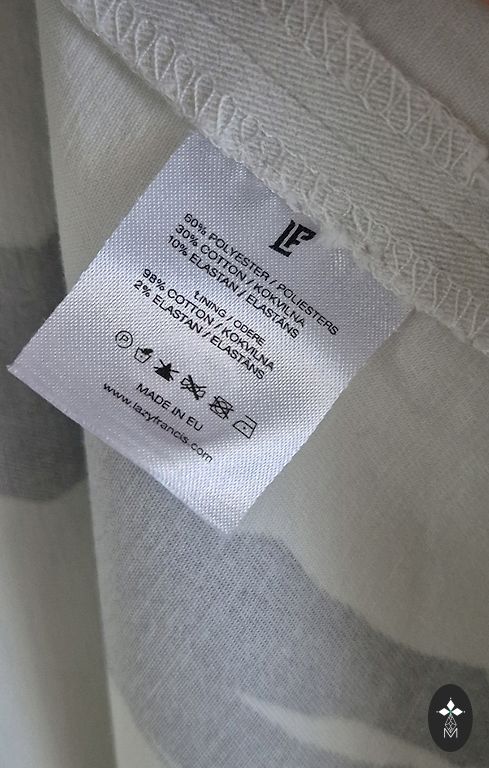 LF
60% POLYESTER / POLIESTERS
30% COTTON / KOKVILNA
10% ELASTAN / ELASTĀNS
LINING / ODERE
98% COTTON / KOKVILNA
2% ELASTAN / ELASTĀNS
P
MADE IN EU
www.lazyfrancis.com
M